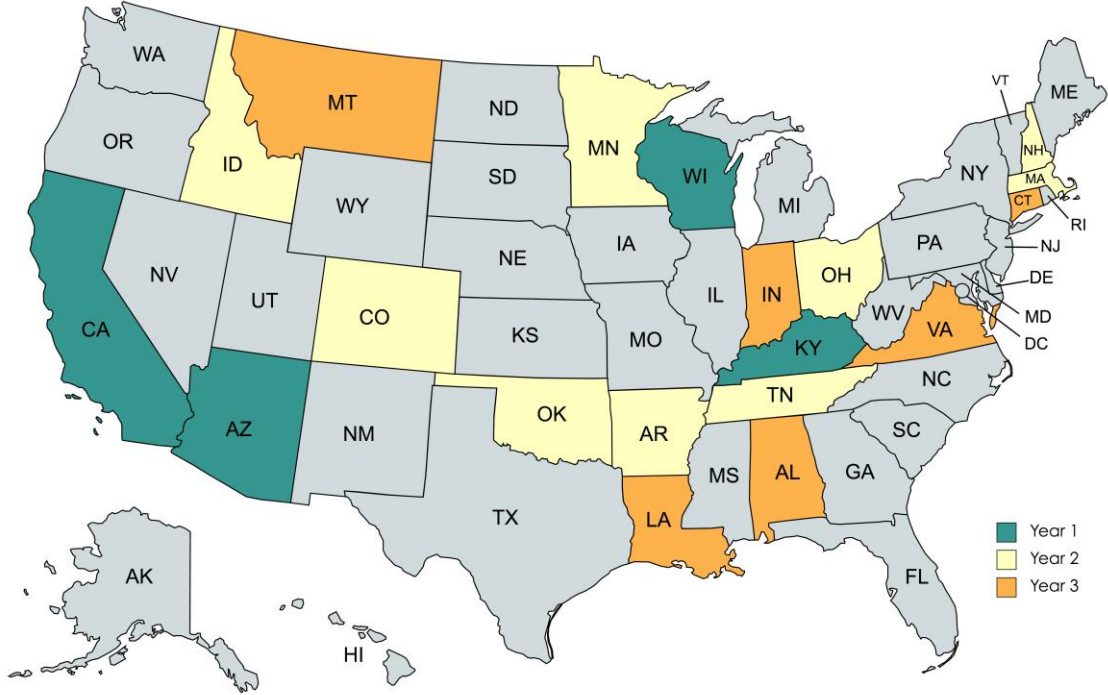 WA
MT
ND
VT
ME
OR
ID
MN
NH
SD
WI
NY
MA
WY
MI
CT
RI
IA
PA
NJ
NE
NV
OH
DE
UT
IL
IN
CA
CO
WV
MD
KS
MO
VA
KY
DC
NC
TN
OK
AZ
NM
AR
SC
MS
AL
GA
TX
LA
Year 1
Year 2
AK
FL
Year 3
HI